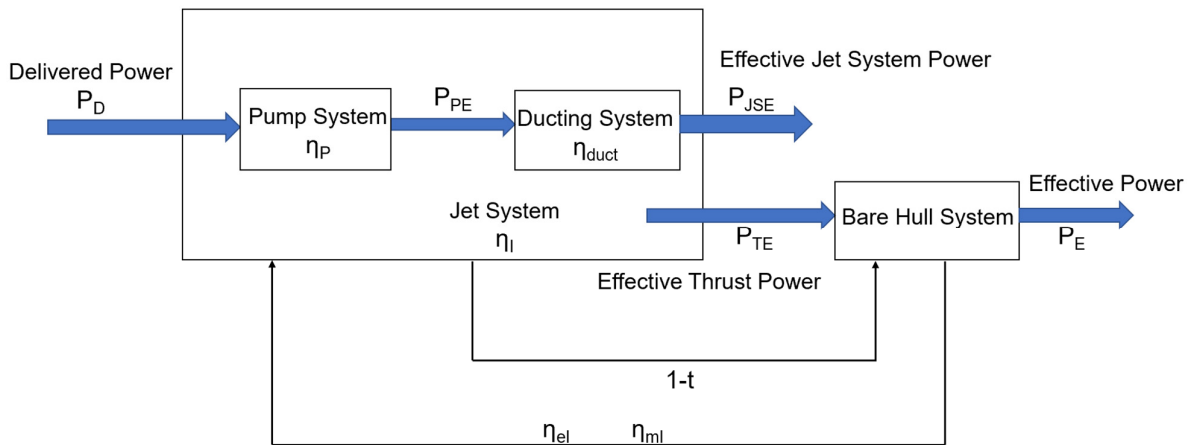 Delivered Power
P_D
Pump System
η_P
P_PE
Ducting System
η_duct
Effective Jet System Power
P_JSE
Jet System
η_I
P_TE
Effective Thrust Power
Bare Hull System
Effective Power
P_E
1-t
η_el η_ml